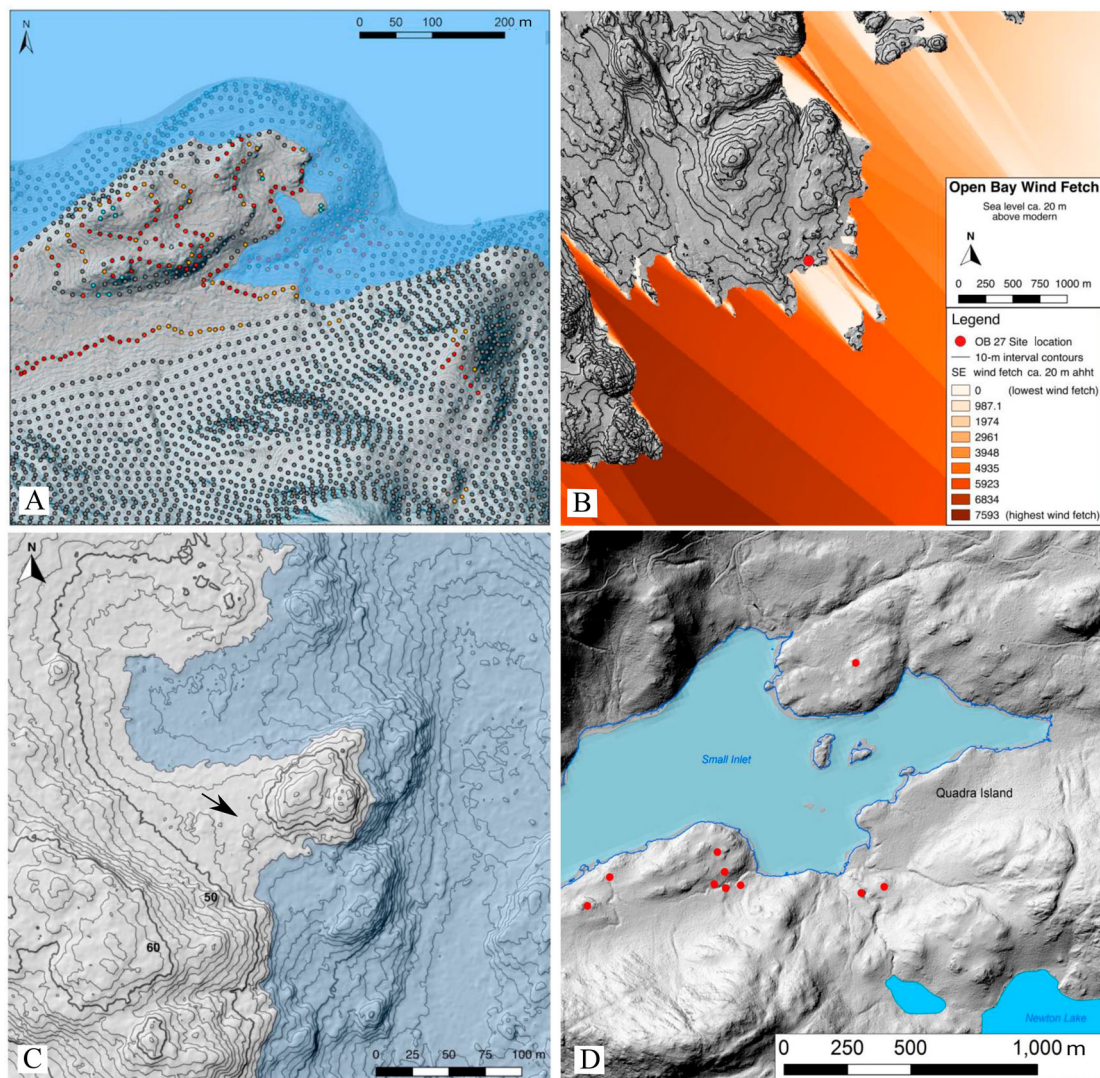 N
0 50 100 200 m
A
Open Bay Wind Fetch
Sea level ca. 20 m
above modern
N
0 250 500 750 1000 m
Legend
OB 27 Site location
10-m interval contours
SE wind fetch ca. 20 m ahht
0 (lowest wind fetch)
987.1
1974
2961
3948
4935
5923
6834
7593 (highest wind fetch)
B
N
50
60
0 25 50 100 m
C
Small Inlet
Quadra Island
Newton Lake
0 250 500 1,000 m
D